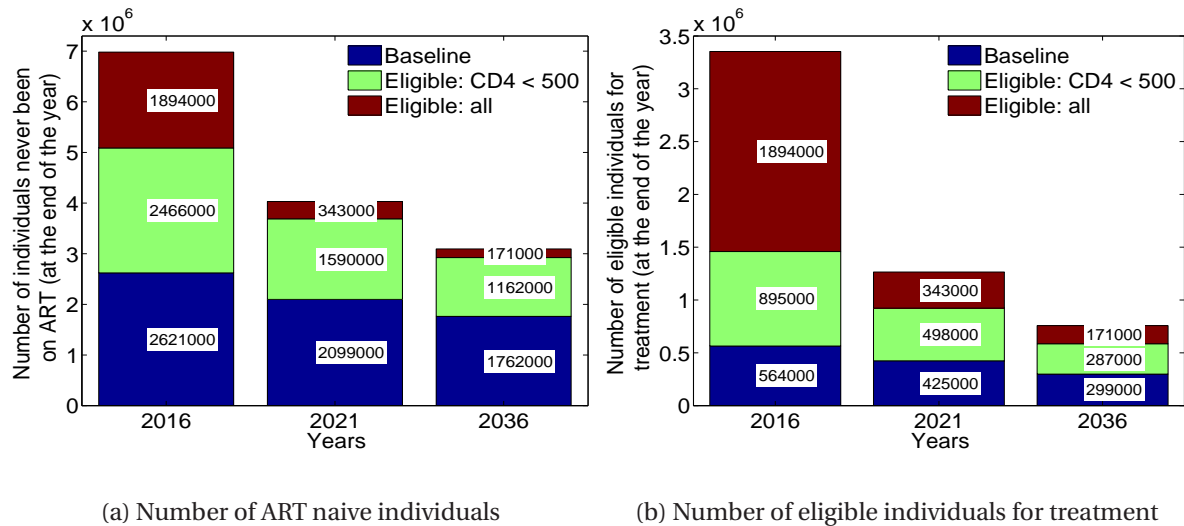 x 10^6
7
6
5
4
3
2
1
0
Number of individuals never been
on ART (at the end of the year)
Baseline
Eligible: CD4 < 500
Eligible: all
1894000
2466000
2621000
343000
1590000
2099000
171000
1162000
1762000
2016 2021 2036
Years
(a) Number of ART naive individuals
x 10^6
3.5
3
2.5
2
1.5
1
0.5
0
Number of eligible individuals for
treatment (at the end of the year)
Baseline
Eligible: CD4 < 500
Eligible: all
1894000
895000
564000
343000
498000
425000
171000
287000
299000
2016 2021 2036
Years
(b) Number of eligible individuals for treatment